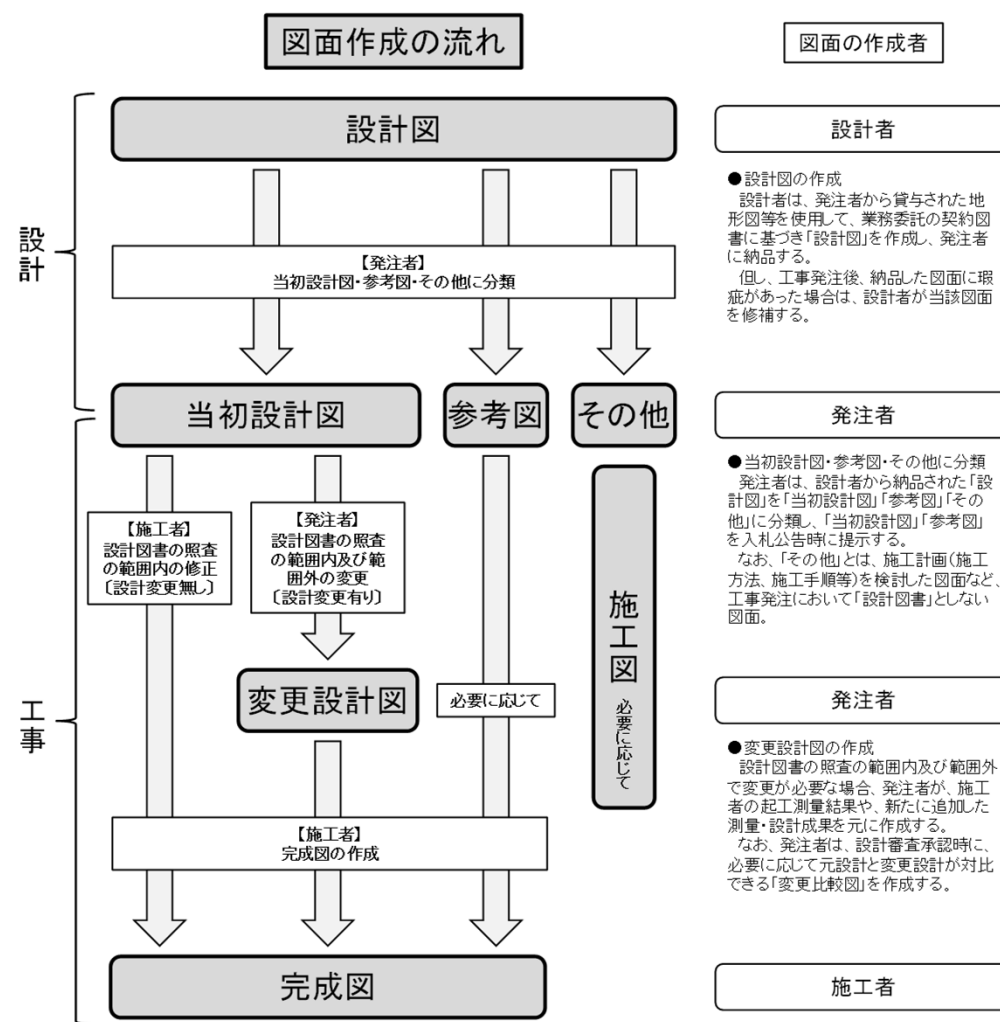 図面作成の流れ
図面の作成者
設計
設計図
【発注者】
当初設計図・参考図・その他に分類
設計者
●設計図の作成
設計者は、発注者から貸与された地
形図等を使用して、業務委託の契約図
書に基づき「設計図」を作成し、発注者
に納品する。
但し、工事発注後、納品した図面に瑕
疵があった場合は、設計者が当該図面
を修補する。
工事
当初設計図
参考図
その他
【施工者】
設計図書の照査
の範囲内の修正
〔設計変更無し〕
【発注者】
設計図書の照査
の範囲内及び範
囲外の変更
〔設計変更有り〕
変更設計図
必要に応じて
施工図 必要に応じて
【施工者】
完成図の作成
完成図
発注者
●当初設計図・参考図・その他に分類
発注者は、設計者から納品された「設
計図」を「当初設計図」「参考図」「その
他」に分類し、「当初設計図」「参考図」
を入札公告時に提示する。
なお、「その他」とは、施工計画(施工
方法、施工手順等)を検討した図面など、
工事発注において「設計図書」としない
図面。
発注者
●変更設計図の作成
設計図書の照査の範囲内及び範囲外
で変更が必要な場合、発注者が、施工
者の起工測量結果や、新たに追加した
測量・設計成果を元に作成する。
なお、発注者は、設計審査承認時に、
必要に応じて元設計と変更設計が対比
できる「変更比較図」を作成する。
施工者